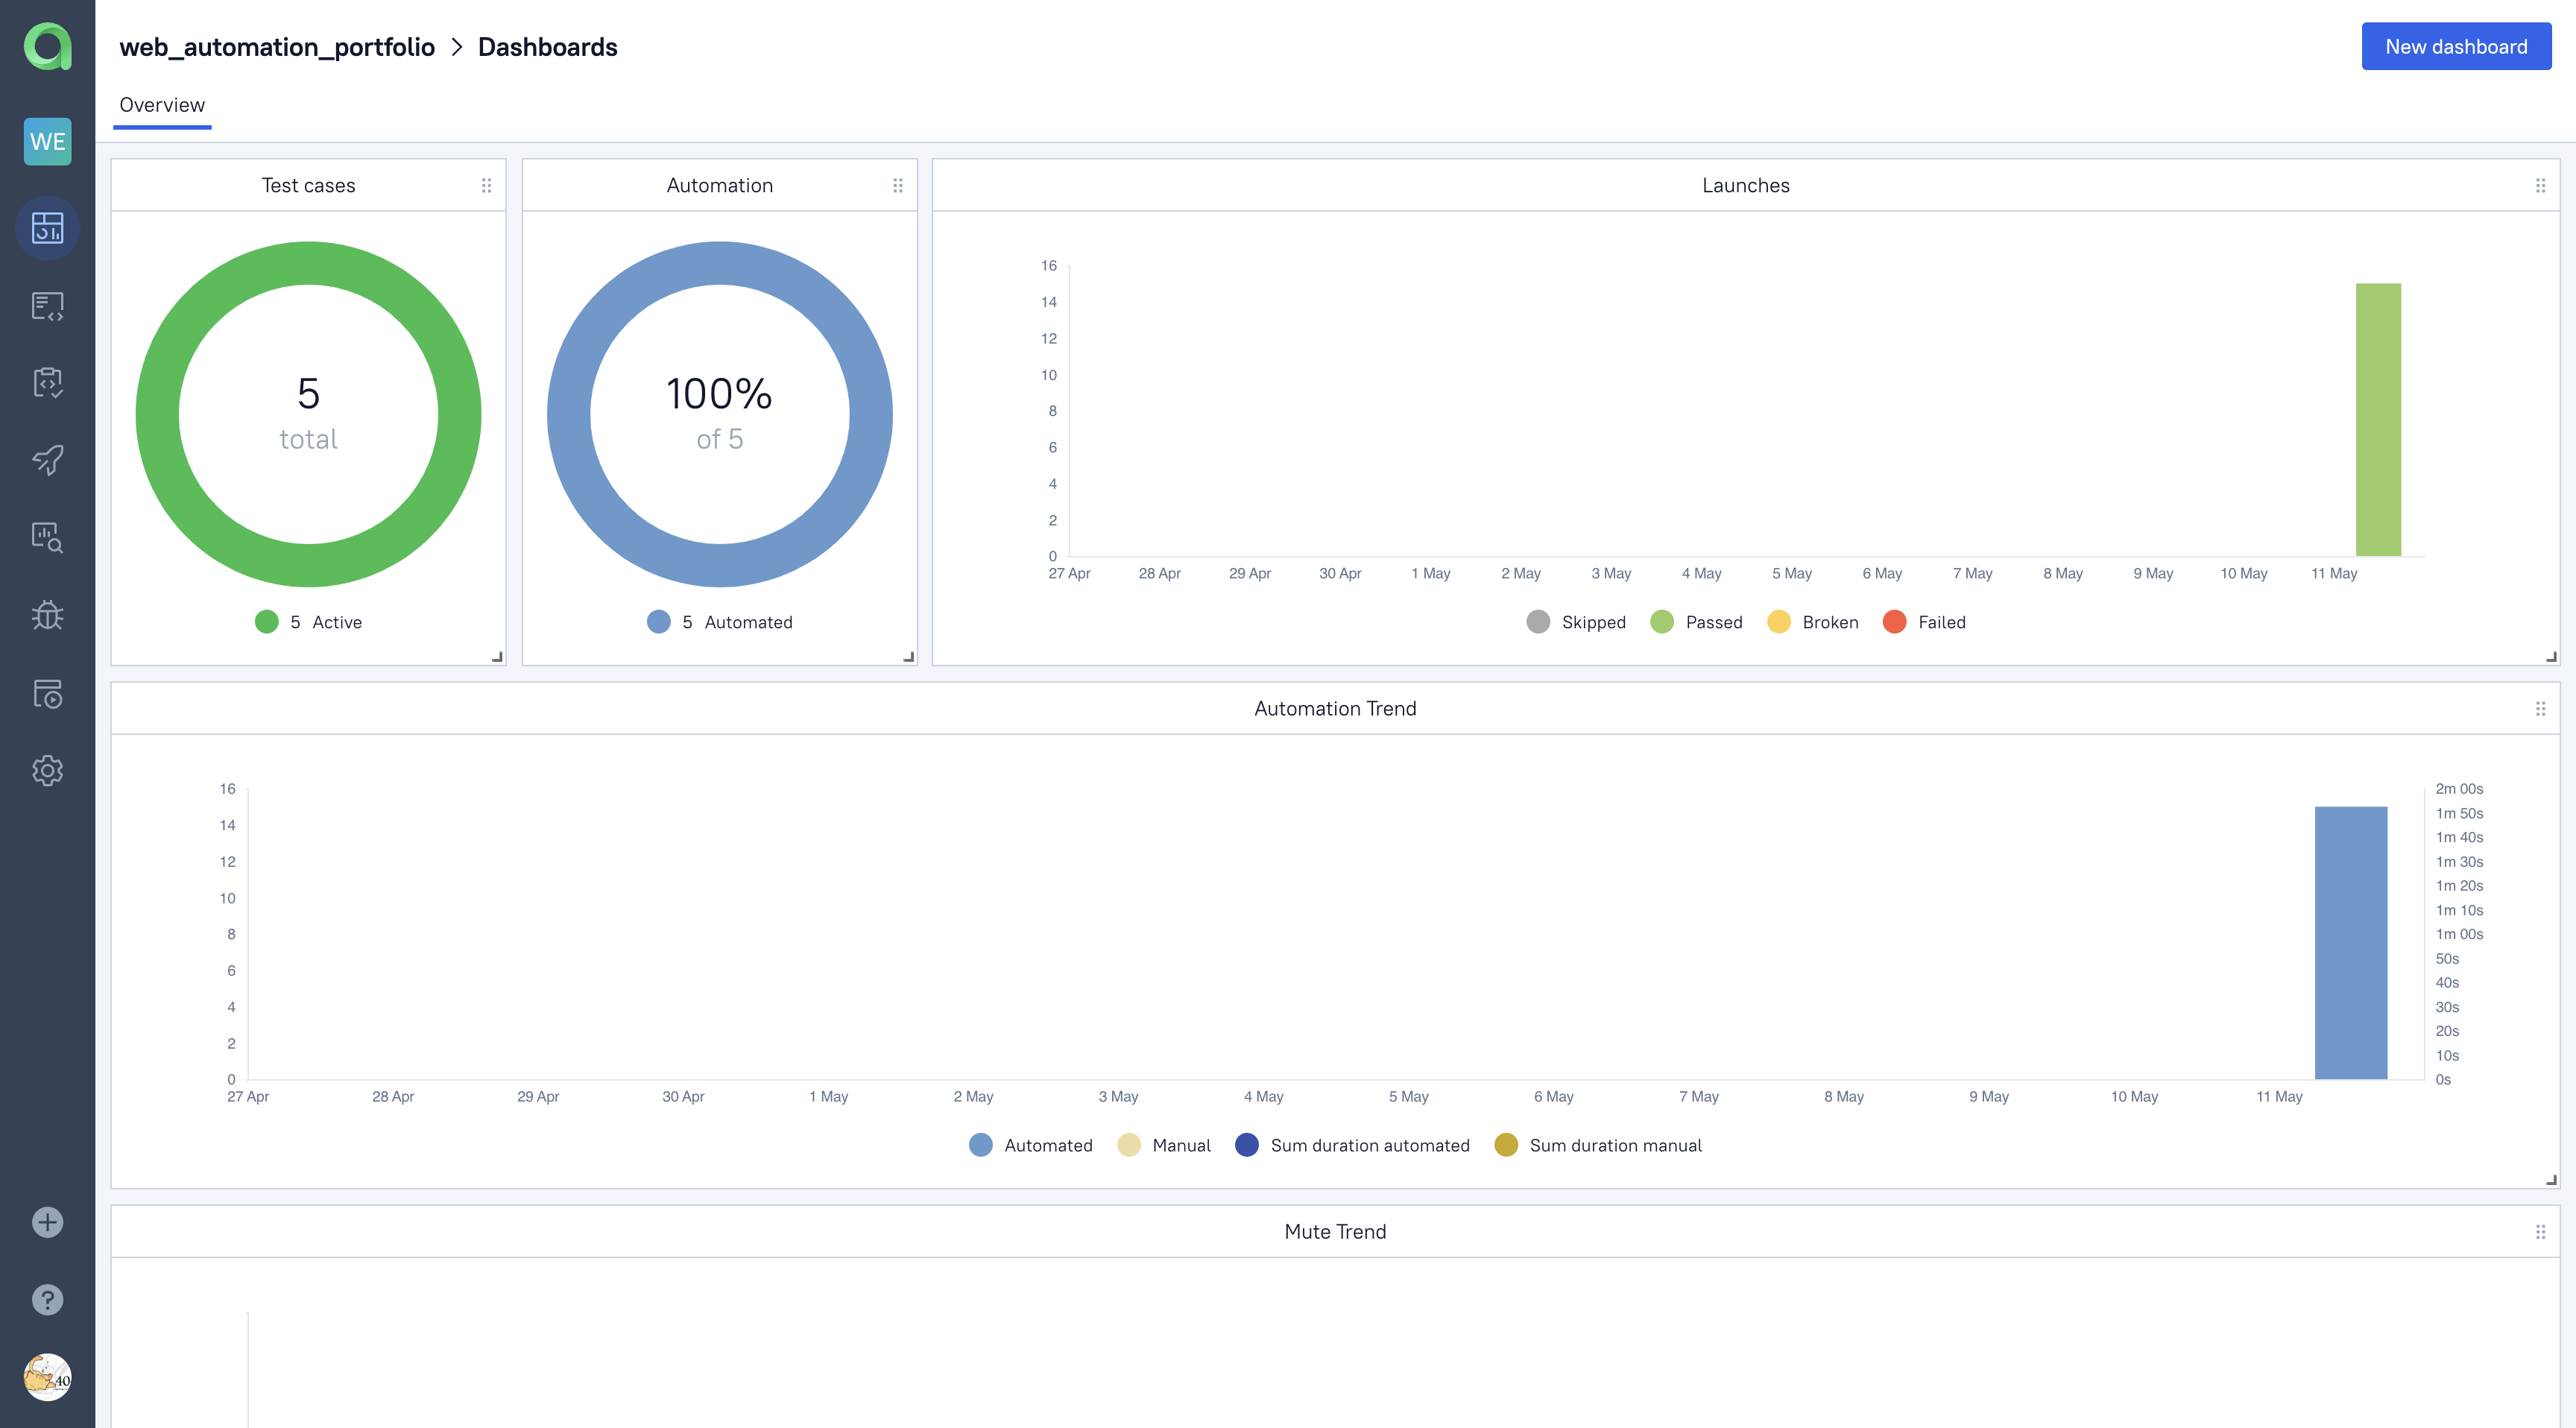 web_automation_portfolio > Dashboards
New dashboard
Overview
WE
Test cases
5
total
5 Active
Automation
100%
of 5
5 Automated
Launches
16
14
12
10
8
6
4
2
0
27 Apr 28 Apr 29 Apr 30 Apr 1 May 2 May 3 May 4 May 5 May 6 May 7 May 8 May 9 May 10 May 11 May
Skipped Passed Broken Failed
Automation Trend
16
14
12
10
8
6
4
2
0
2m 00s
1m 50s
1m 40s
1m 30s
1m 20s
1m 10s
1m 00s
50s
40s
30s
20s
10s
0s
27 Apr 28 Apr 29 Apr 30 Apr 1 May 2 May 3 May 4 May 5 May 6 May 7 May 8 May 9 May 10 May 11 May
Automated Manual Sum duration automated Sum duration manual
Mute Trend
?
40